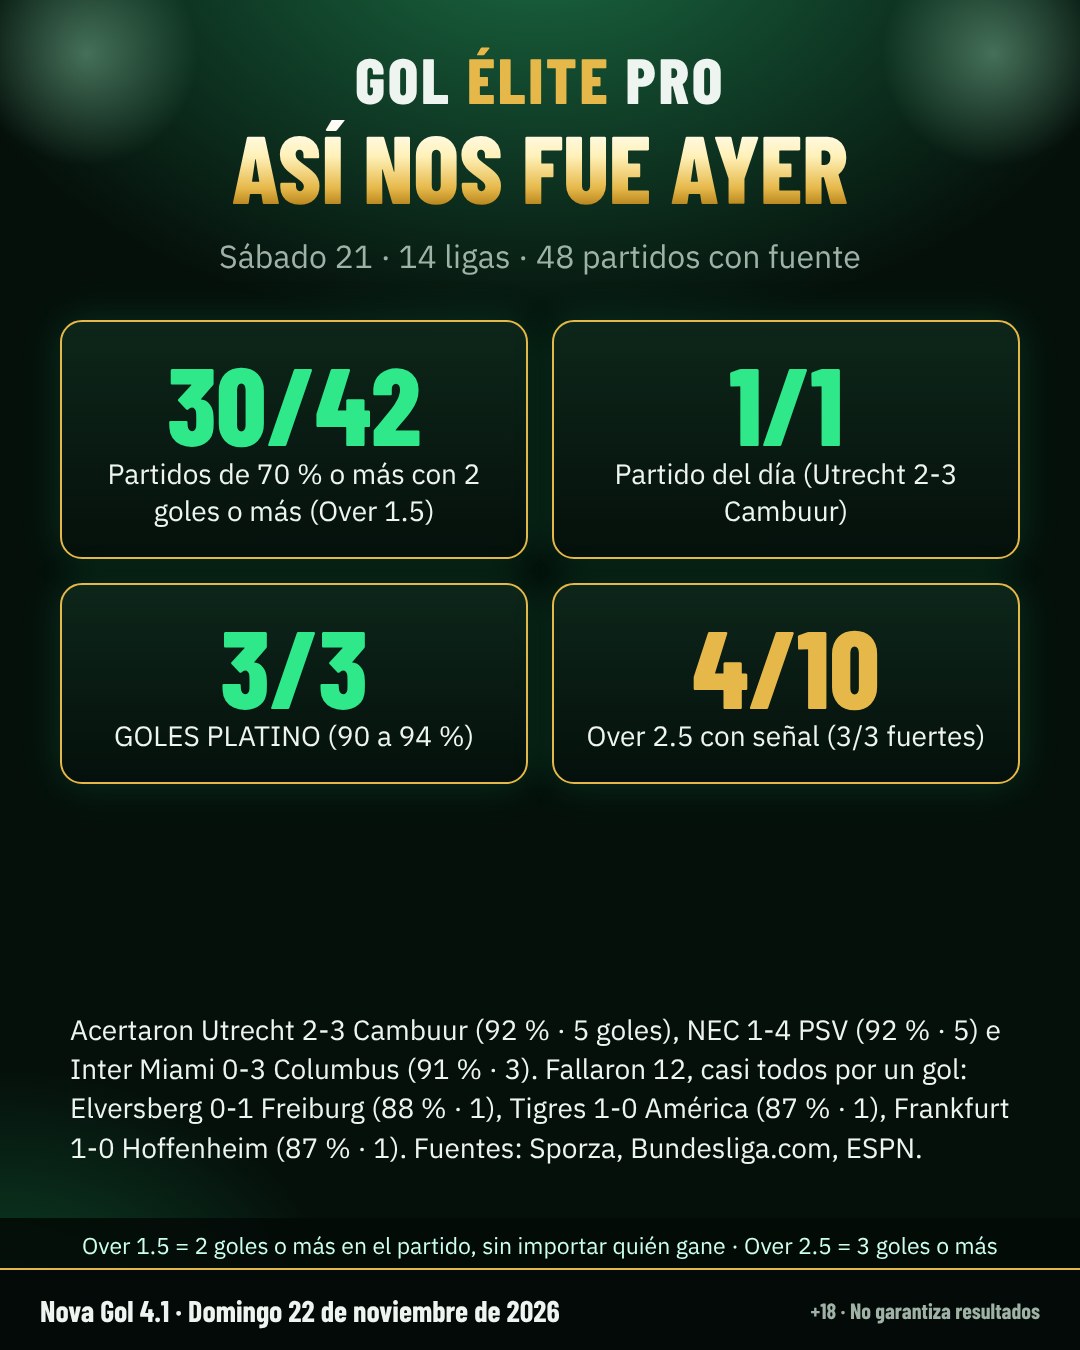 GOL ÉLITE PRO
ASÍ NOS FUE AYER
Sábado 21 · 14 ligas · 48 partidos con fuente
30/42
Partidos de 70 % o más con 2
goles o más (Over 1.5)
1/1
Partido del día (Utrecht 2-3
Cambuur)
3/3
GOLES PLATINO (90 a 94 %)
4/10
Over 2.5 con señal (3/3 fuertes)
Acertaron Utrecht 2-3 Cambuur (92 % · 5 goles), NEC 1-4 PSV (92 % · 5) e
Inter Miami 0-3 Columbus (91 % · 3). Fallaron 12, casi todos por un gol:
Elversberg 0-1 Freiburg (88 % · 1), Tigres 1-0 América (87 % · 1), Frankfurt
1-0 Hoffenheim (87 % · 1). Fuentes: Sporza, Bundesliga.com, ESPN.
Over 1.5 = 2 goles o más en el partido, sin importar quién gane · Over 2.5 = 3 goles o más
Nova Gol 4.1 · Domingo 22 de noviembre de 2026
+18 · No garantiza resultados